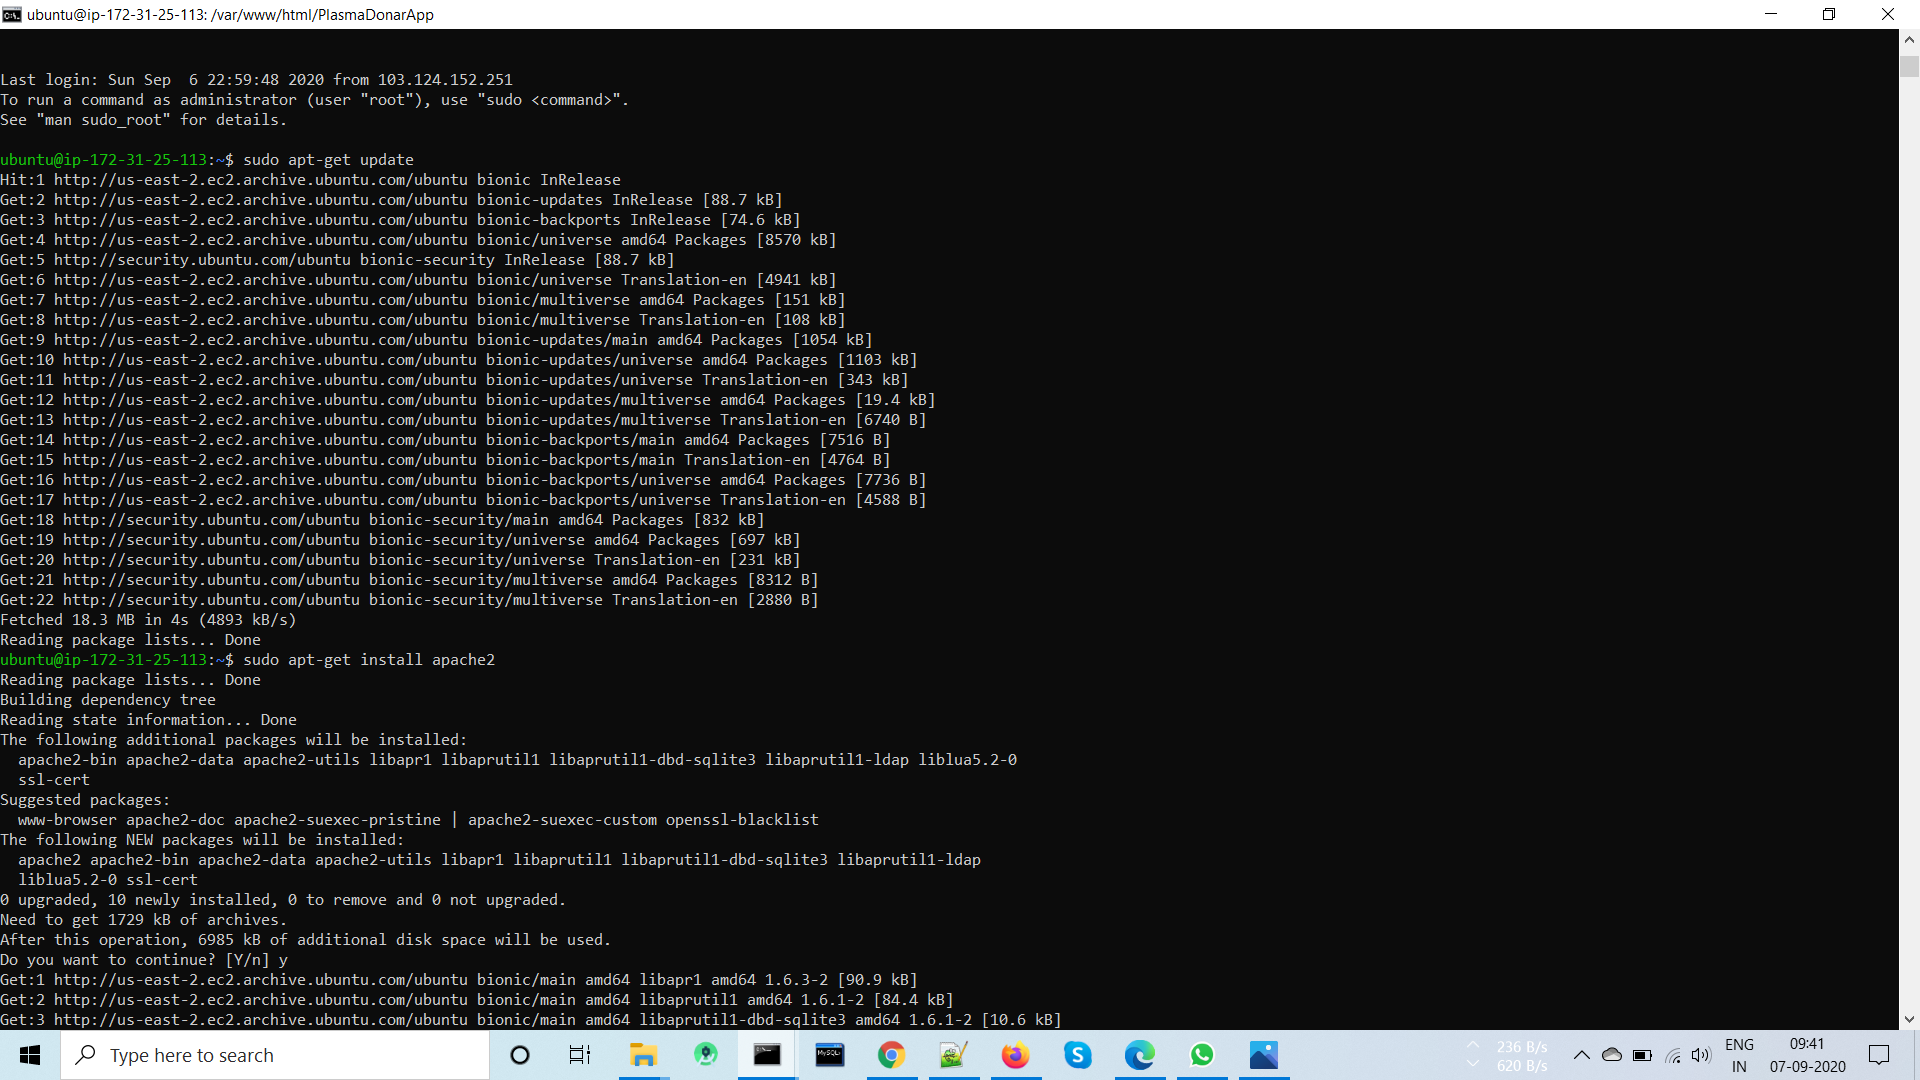 ubuntu@ip-172-31-25-113: /var/www/html/PlasmaDonarApp
Last login: Sun Sep  6 22:59:48 2020 from 103.124.152.251
To run a command as administrator (user "root"), use "sudo <command>".
See "man sudo_root" for details.
ubuntu@ip-172-31-25-113:~$ sudo apt-get update
Hit:1 http://us-east-2.ec2.archive.ubuntu.com/ubuntu bionic InRelease
Get:2 http://us-east-2.ec2.archive.ubuntu.com/ubuntu bionic-updates InRelease [88.7 kB]
Get:3 http://us-east-2.ec2.archive.ubuntu.com/ubuntu bionic-backports InRelease [74.6 kB]
Get:4 http://us-east-2.ec2.archive.ubuntu.com/ubuntu bionic/universe amd64 Packages [8570 kB]
Get:5 http://security.ubuntu.com/ubuntu bionic-security InRelease [88.7 kB]
Get:6 http://us-east-2.ec2.archive.ubuntu.com/ubuntu bionic/universe Translation-en [4941 kB]
Get:7 http://us-east-2.ec2.archive.ubuntu.com/ubuntu bionic/multiverse amd64 Packages [151 kB]
Get:8 http://us-east-2.ec2.archive.ubuntu.com/ubuntu bionic/multiverse Translation-en [108 kB]
Get:9 http://us-east-2.ec2.archive.ubuntu.com/ubuntu bionic-updates/main amd64 Packages [1054 kB]
Get:10 http://us-east-2.ec2.archive.ubuntu.com/ubuntu bionic-updates/universe amd64 Packages [1103 kB]
Get:11 http://us-east-2.ec2.archive.ubuntu.com/ubuntu bionic-updates/universe Translation-en [343 kB]
Get:12 http://us-east-2.ec2.archive.ubuntu.com/ubuntu bionic-updates/multiverse amd64 Packages [19.4 kB]
Get:13 http://us-east-2.ec2.archive.ubuntu.com/ubuntu bionic-updates/multiverse Translation-en [6740 B]
Get:14 http://us-east-2.ec2.archive.ubuntu.com/ubuntu bionic-backports/main amd64 Packages [7516 B]
Get:15 http://us-east-2.ec2.archive.ubuntu.com/ubuntu bionic-backports/main Translation-en [4764 B]
Get:16 http://us-east-2.ec2.archive.ubuntu.com/ubuntu bionic-backports/universe amd64 Packages [7736 B]
Get:17 http://us-east-2.ec2.archive.ubuntu.com/ubuntu bionic-backports/universe Translation-en [4588 B]
Get:18 http://security.ubuntu.com/ubuntu bionic-security/main amd64 Packages [832 kB]
Get:19 http://security.ubuntu.com/ubuntu bionic-security/universe amd64 Packages [697 kB]
Get:20 http://security.ubuntu.com/ubuntu bionic-security/universe Translation-en [231 kB]
Get:21 http://security.ubuntu.com/ubuntu bionic-security/multiverse amd64 Packages [8312 B]
Get:22 http://security.ubuntu.com/ubuntu bionic-security/multiverse Translation-en [2880 B]
Fetched 18.3 MB in 4s (4893 kB/s)
Reading package lists... Done
ubuntu@ip-172-31-25-113:~$ sudo apt-get install apache2
Reading package lists... Done
Building dependency tree
Reading state information... Done
The following additional packages will be installed:
  apache2-bin apache2-data apache2-utils libapr1 libaprutil1 libaprutil1-dbd-sqlite3 libaprutil1-ldap liblua5.2-0
  ssl-cert
Suggested packages:
  www-browser apache2-doc apache2-suexec-pristine | apache2-suexec-custom openssl-blacklist
The following NEW packages will be installed:
  apache2 apache2-bin apache2-data apache2-utils libapr1 libaprutil1 libaprutil1-dbd-sqlite3 libaprutil1-ldap
  liblua5.2-0 ssl-cert
0 upgraded, 10 newly installed, 0 to remove and 0 not upgraded.
Need to get 1729 kB of archives.
After this operation, 6985 kB of additional disk space will be used.
Do you want to continue? [Y/n] y
Get:1 http://us-east-2.ec2.archive.ubuntu.com/ubuntu bionic/main amd64 libapr1 amd64 1.6.3-2 [90.9 kB]
Get:2 http://us-east-2.ec2.archive.ubuntu.com/ubuntu bionic/main amd64 libaprutil1 amd64 1.6.1-2 [84.4 kB]
Get:3 http://us-east-2.ec2.archive.ubuntu.com/ubuntu bionic/main amd64 libaprutil1-dbd-sqlite3 amd64 1.6.1-2 [10.6 kB]
Type here to search
236 B/s
620 B/s
ENG
IN
09:41
07-09-2020